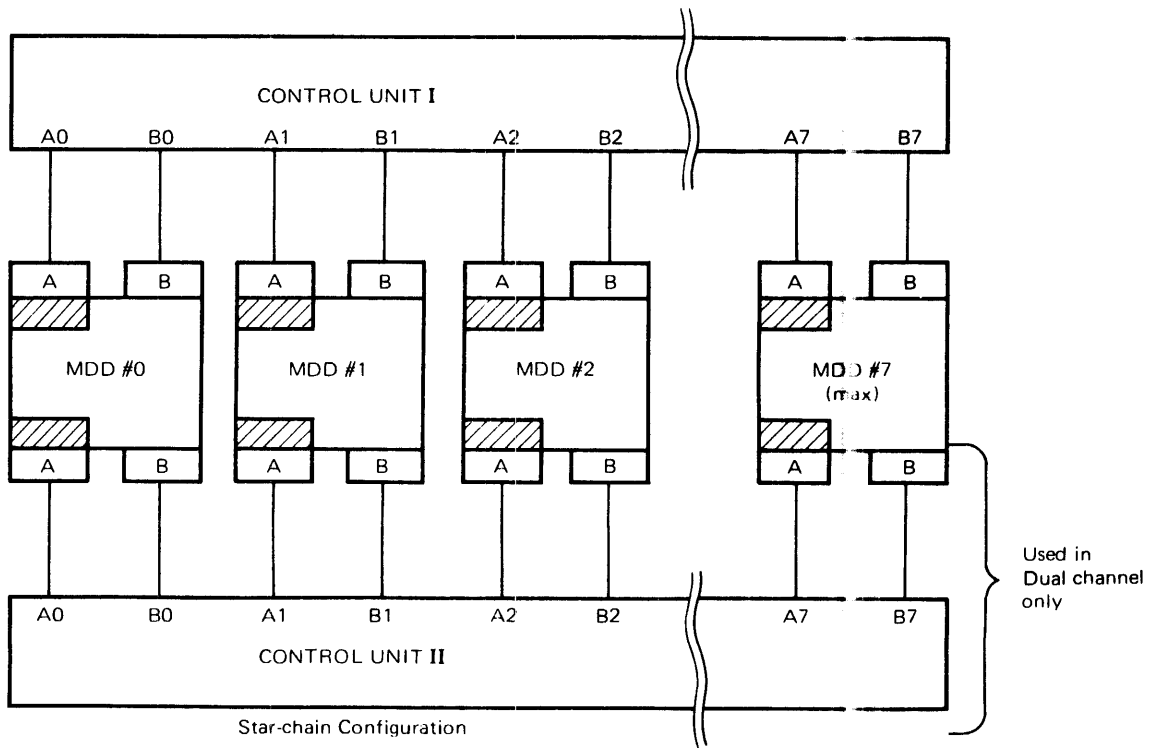 CONTROL UNIT I
A0 B0 A1 B1 A2 B2 A7 B7
A B A B A B A B
MDD #0 MDD #1 MDD #2 MDD #7
(max)
A B A B A B A B
Used in
Dual channel
only
A0 B0 A1 B1 A2 B2 A7 B7
CONTROL UNIT II
Star-chain Configuration